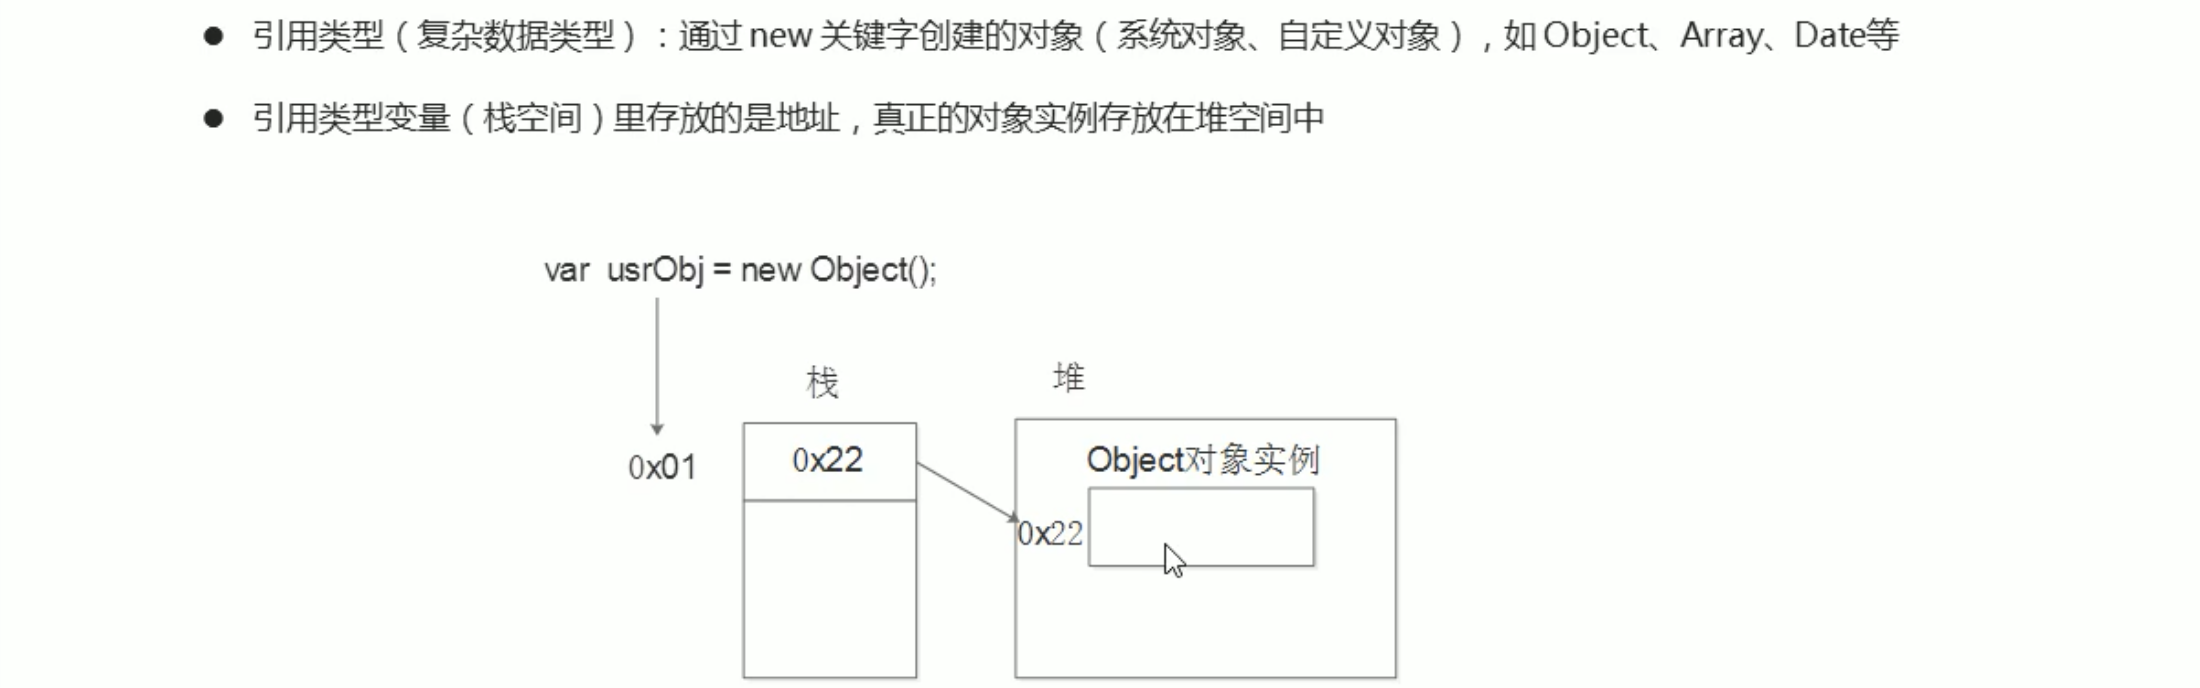 ● 引用类型（复杂数据类型）：通过 new 关键字创建的对象（系统对象、自定义对象），如 Object、Array、Date等
● 引用类型变量（栈空间）里存放的是地址，真正的对象实例存放在堆空间中
var usrObj = new Object();
栈
堆
0x01
0x22
Object对象实例
0x22